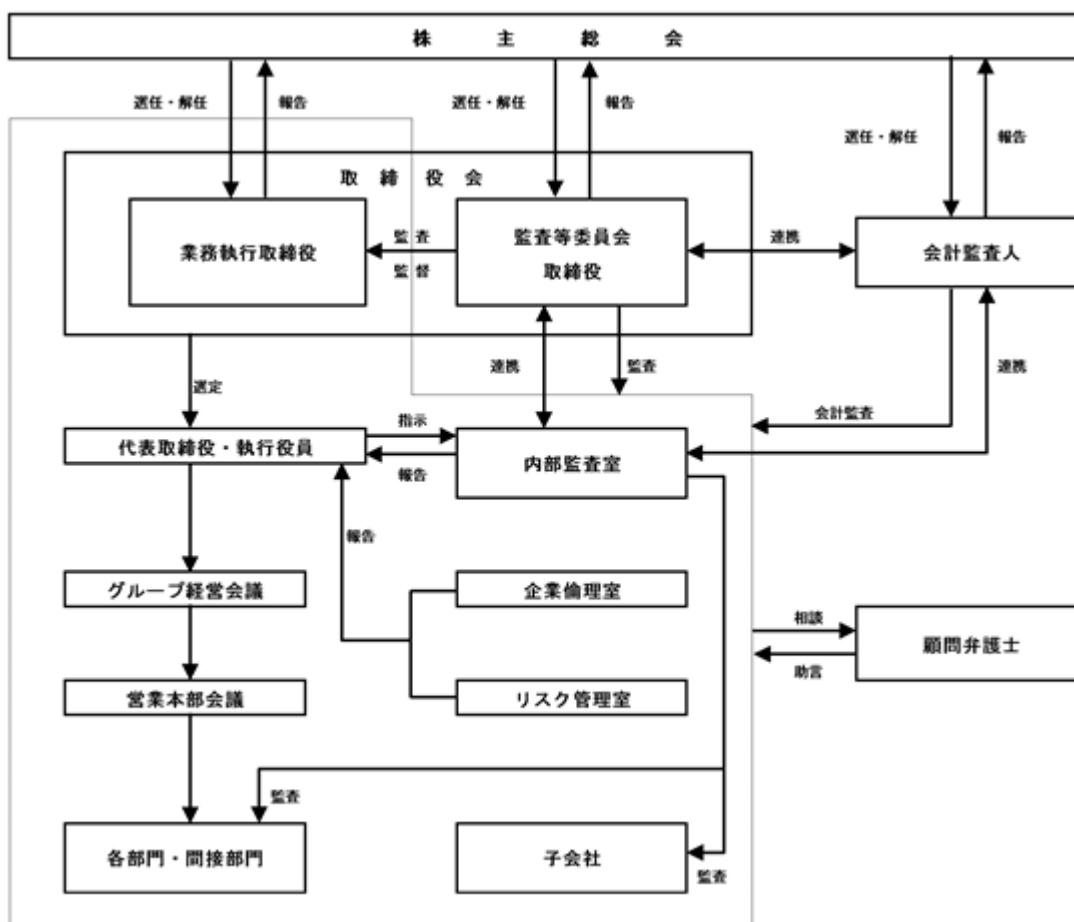 株主総会
選任・解任
報告
選任・解任
報告
選任・解任
報告
取締役会
業務執行取締役
監査
監督
監査等委員会
取締役
連携
会計監査人
選定
連携
監査
会計監査
連携
代表取締役・執行役員
指示
報告
内部監査室
報告
グループ経営会議
企業倫理室
相談
助言
顧問弁護士
営業本部会議
リスク管理室
監査
各部門・間接部門
子会社
監査